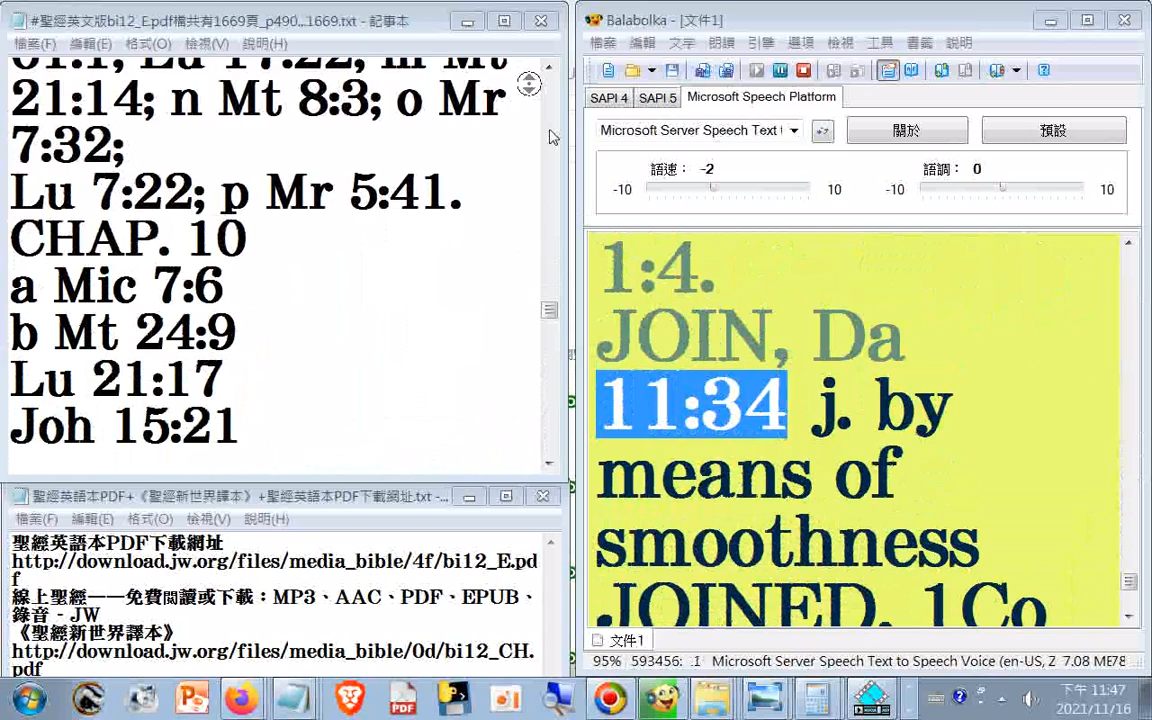 #聖經英文版bi12_E.pdf檔共有1669頁_p490...1669.txt - 記事本
檔案(F) 編輯(E) 格式(O) 檢視(V) 說明(H)
01:1; Lu 17:22; m Mt
21:14; n Mt 8:3; o Mr
7:32;
Lu 7:22; p Mr 5:41.
CHAP. 10
a Mic 7:6
b Mt 24:9
Lu 21:17
Joh 15:21
聖經英語本PDF+《聖經新世界譯本》+聖經英語本PDF下載網址.txt -...
檔案(F) 編輯(E) 格式(O) 檢視(V) 說明(H)
聖經英語本PDF下載網址
http://download.jw.org/files/media_bible/4f/bi12_E.pd
f
線上聖經——免費閱讀或下載：MP3、AAC、PDF、EPUB、
錄音 - JW
《聖經新世界譯本》
http://download.jw.org/files/media_bible/0d/bi12_CH.
pdf
Balabolka - [文件1]
檔案 編輯 文字 朗讀 引擎 選項 檢視 工具 書籤 說明
SAPI 4 SAPI 5 Microsoft Speech Platform
Microsoft Server Speech Text 關於 預設
語速： -2 語調： 0
-10 10 -10 10
1:4.
JOIN, Da
11:34 j. by
means of
smoothness
JOINED, 1Co
文件1
95% 593456: Microsoft Server Speech Text to Speech Voice (en-US, Z 7.08 ME
下午 11:47
2021/11/16